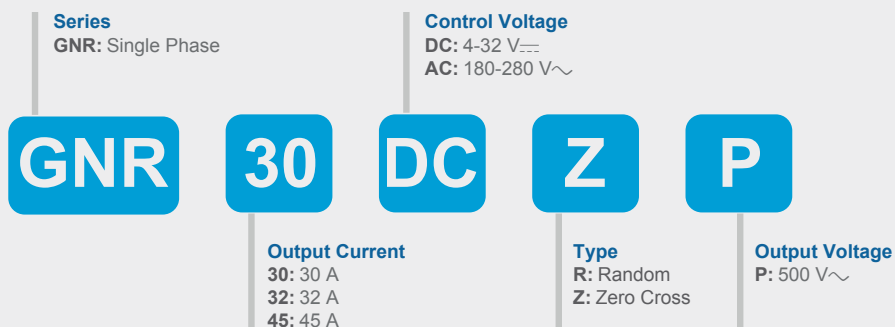 Series
GNR: Single Phase
Control Voltage
DC: 4-32 V⎓
AC: 180-280 V∿
GNR 30 DC Z P
Output Current
30: 30 A
32: 32 A
45: 45 A
Type
R: Random
Z: Zero Cross
Output Voltage
P: 500 V∿